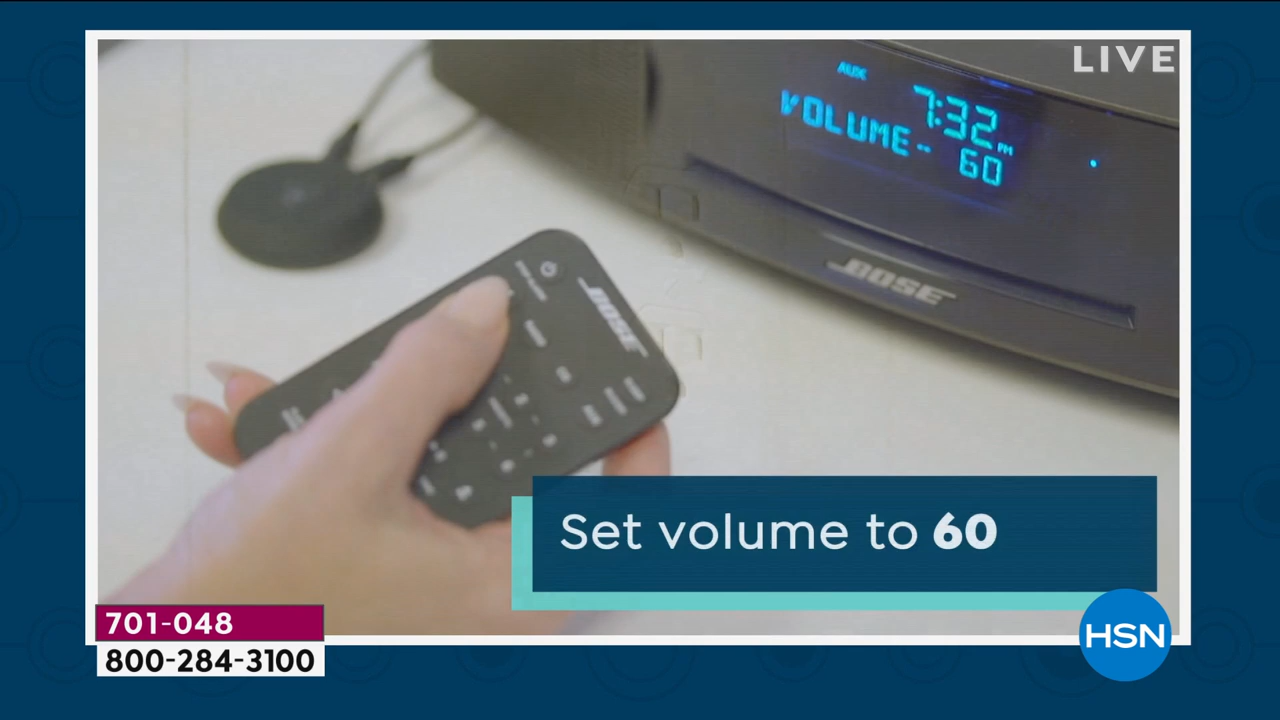 LIVE
AUX
7:32 PM
VOLUME- 60
BOSE
BOSE
Set volume to 60
701-048
800-284-3100
HSN